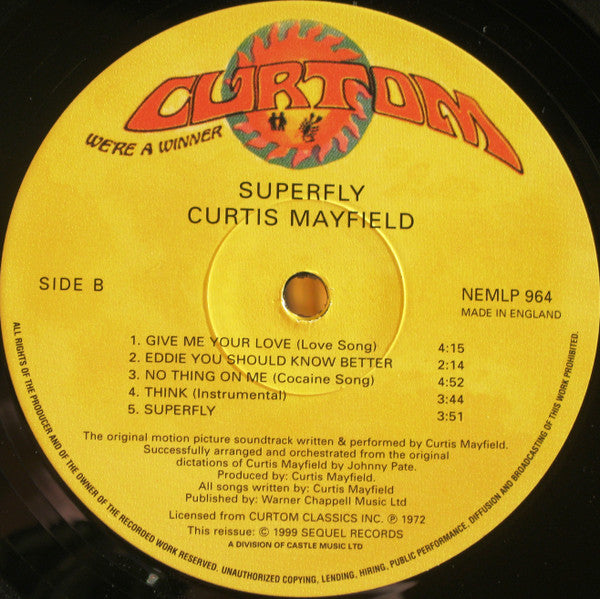 CURTOM
WE'RE A WINNER
SUPERFLY
CURTIS MAYFIELD
SIDE B
NEMLP 964
MADE IN ENGLAND
1. GIVE ME YOUR LOVE (Love Song) 4:15
2. EDDIE YOU SHOULD KNOW BETTER 2:14
3. NO THING ON ME (Cocaine Song) 4:52
4. THINK (Instrumental) 3:44
5. SUPERFLY 3:51
The original motion picture soundtrack written & performed by Curtis Mayfield.
Successfully arranged and orchestrated from the original
dictations of Curtis Mayfield by Johnny Pate.
Produced by: Curtis Mayfield.
All songs written by: Curtis Mayfield
Published by: Warner Chappell Music Ltd
Licensed from CURTOM CLASSICS INC. ℗ 1972
This reissue: © 1999 SEQUEL RECORDS
A DIVISION OF CASTLE MUSIC LTD
ALL RIGHTS OF THE PRODUCER AND OF THE OWNER OF THE RECORDED WORK RESERVED. UNAUTHORIZED COPYING, LENDING, HIRING, PUBLIC PERFORMANCE, DIFFUSION AND BROADCASTING OF THIS WORK PROHIBITED.